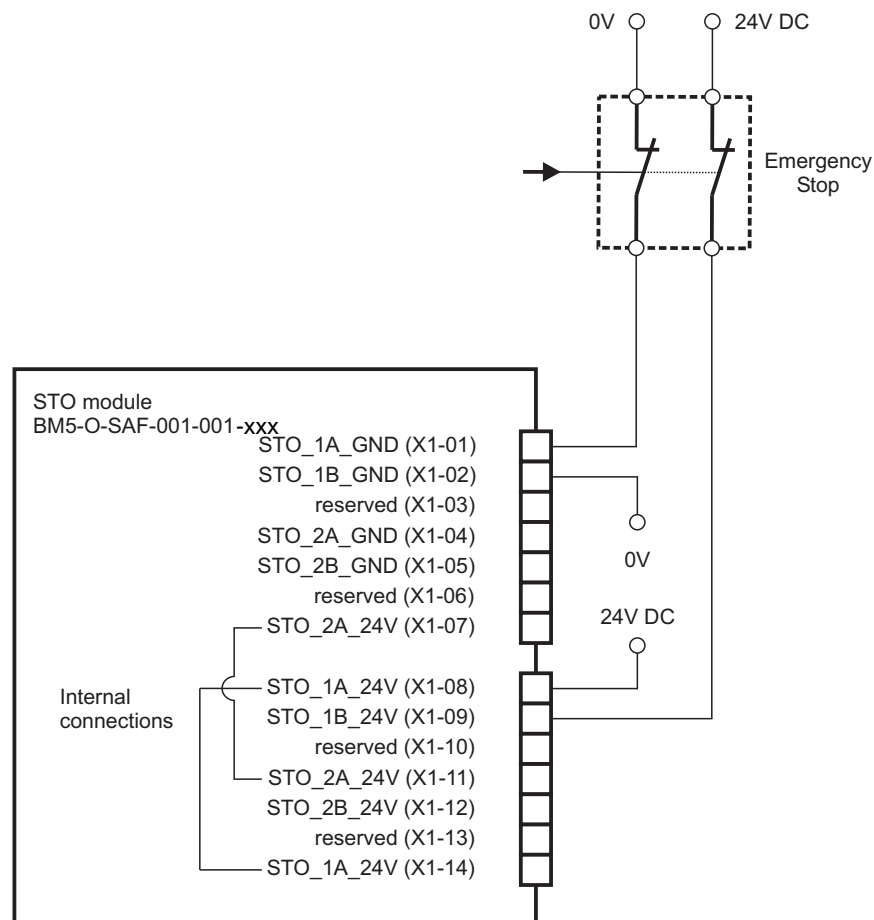 0V
24V DC
Emergency
Stop
STO module
BM5-O-SAF-001-001-xxx
STO_1A_GND (X1-01)
STO_1B_GND (X1-02)
reserved (X1-03)
STO_2A_GND (X1-04)
STO_2B_GND (X1-05)
reserved (X1-06)
STO_2A_24V (X1-07)
0V
24V DC
STO_1A_24V (X1-08)
STO_1B_24V (X1-09)
reserved (X1-10)
STO_2A_24V (X1-11)
STO_2B_24V (X1-12)
reserved (X1-13)
STO_1A_24V (X1-14)
Internal
connections